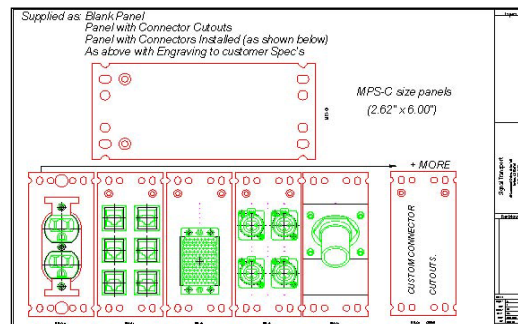 Supplied as: Blank Panel
Panel with Connector Cutouts
Panel with Connectors Installed (as shown below)
As above with Engraving to customer Spec's
MPS-C size panels
(2.62" x 6.00")
+ MORE
CUSTOM CONNECTOR
CUTOUTS.
Signal Transport